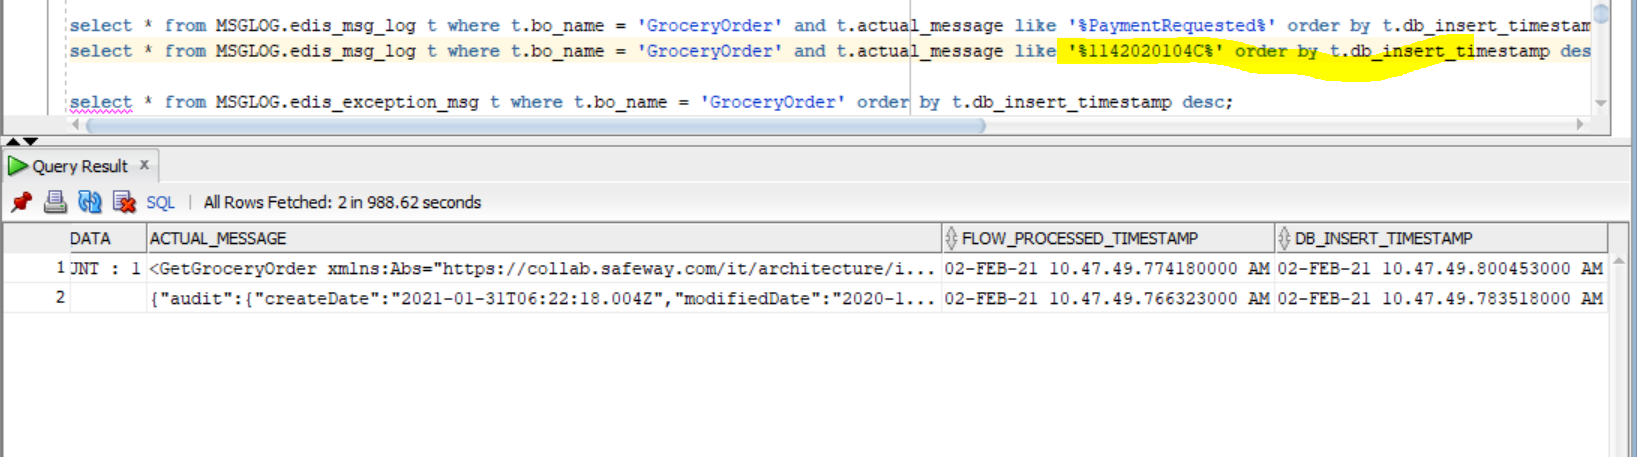 select * from MSGLOG.edis_msg_log t where t.bo_name = 'GroceryOrder' and t.actual_message like '%PaymentRequested%' order by t.db_insert_timestam
select * from MSGLOG.edis_msg_log t where t.bo_name = 'GroceryOrder' and t.actual_message like '%1142020104C%' order by t.db_insert_timestamp des
select * from MSGLOG.edis_exception_msg t where t.bo_name = 'GroceryOrder' order by t.db_insert_timestamp desc;
Query Result x
SQL | All Rows Fetched: 2 in 988.62 seconds
DATA ACTUAL_MESSAGE FLOW_PROCESSED_TIMESTAMP DB_INSERT_TIMESTAMP
1 JNT : 1 <GetGroceryOrder xmlns:Abs="https://collab.safeway.com/it/architecture/i... 02-FEB-21 10.47.49.774180000 AM 02-FEB-21 10.47.49.800453000 AM
2 {"audit":{"createDate":"2021-01-31T06:22:18.004Z","modifiedDate":"2020-1... 02-FEB-21 10.47.49.766323000 AM 02-FEB-21 10.47.49.783518000 AM